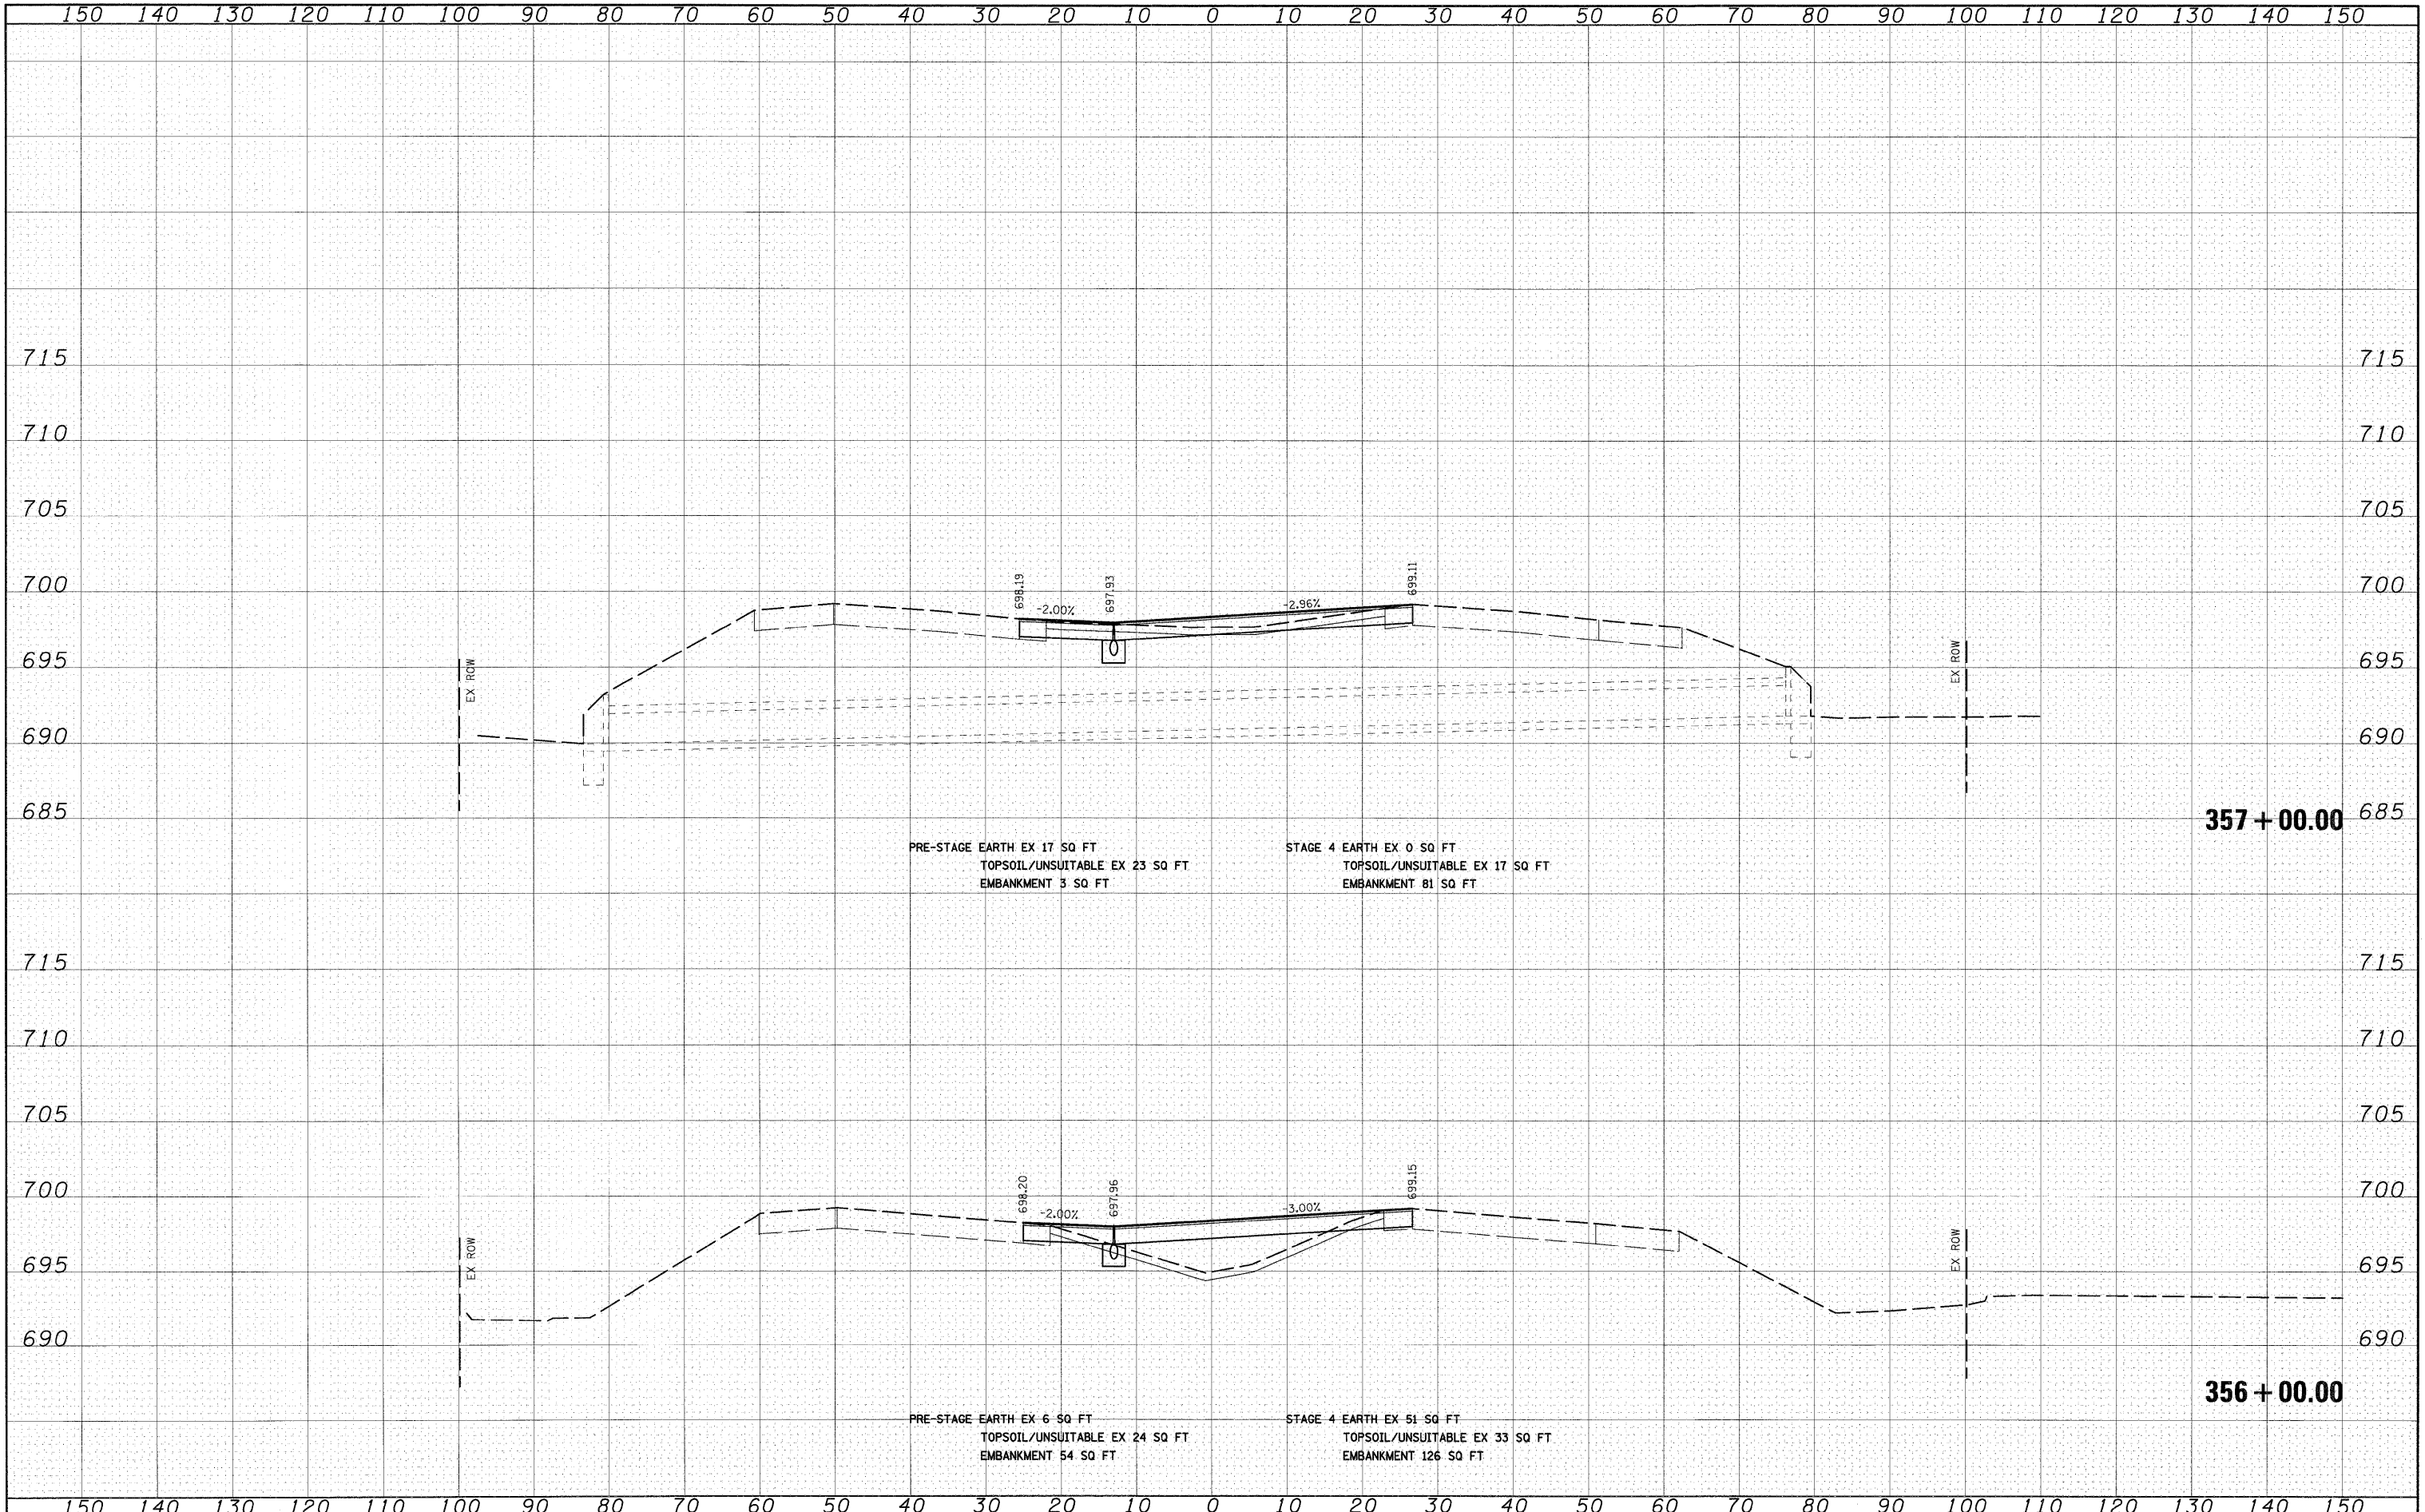 150 140 130 120 110 100 90 80 70 60 50 40 30 20 10 0 10 20 30 40 50 60 70 80 90 100 110 120 130 140 150
715 715
710 710
705 705
700 698.19 697.93 699.11 700
-2.00% -2.96%
695 EX ROW EX ROW 695
690 690
685 357+00.00 685
PRE-STAGE EARTH EX 17 SQ FT STAGE 4 EARTH EX 0 SQ FT
TOPSOIL/UNSUITABLE EX 23 SQ FT TOPSOIL/UNSUITABLE EX 17 SQ FT
EMBANKMENT 3 SQ FT EMBANKMENT 81 SQ FT
715 715
710 710
705 705
700 698.20 697.96 699.15 700
-2.00% -3.00%
695 EX ROW EX ROW 695
690 690
356+00.00
PRE-STAGE EARTH EX 6 SQ FT STAGE 4 EARTH EX 51 SQ FT
TOPSOIL/UNSUITABLE EX 24 SQ FT TOPSOIL/UNSUITABLE EX 33 SQ FT
EMBANKMENT 54 SQ FT EMBANKMENT 126 SQ FT
150 140 130 120 110 100 90 80 70 60 50 40 30 20 10 0 10 20 30 40 50 60 70 80 90 100 110 120 130 140 150